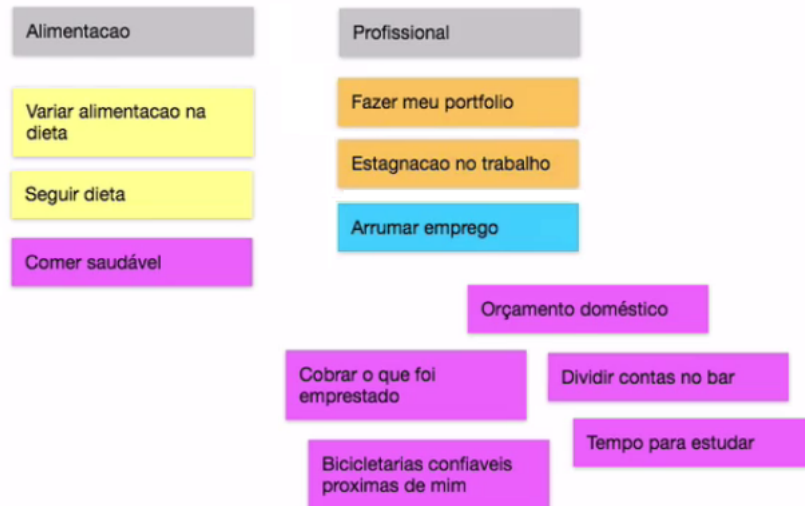 Alimentacao
Variar alimentacao na
dieta
Seguir dieta
Comer saudável
Profissional
Fazer meu portfolio
Estagnacao no trabalho
Arrumar emprego
Orçamento doméstico
Cobrar o que foi
emprestado
Dividir contas no bar
Tempo para estudar
Bicicletarias confiaveis
proximas de mim